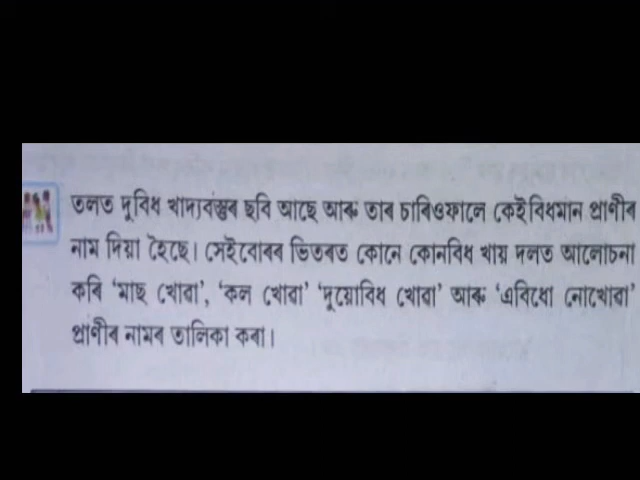 তলত দুবিধ খাদ্যবস্তুৰ ছবি আছে আৰু তাৰ চাৰিওফালে কেইবিধমান প্ৰাণীৰ
নাম দিয়া হৈছে। সেইবোৰৰ ভিতৰত কোনে কোনবিধ খায় দলত আলোচনা
কৰি ‘মাছ খোৱা’, ‘কল খোৱা’ ‘দুয়োবিধ খোৱা’ আৰু ‘এবিধো নোখোৱা’
প্ৰাণীৰ নামৰ তালিকা কৰা।